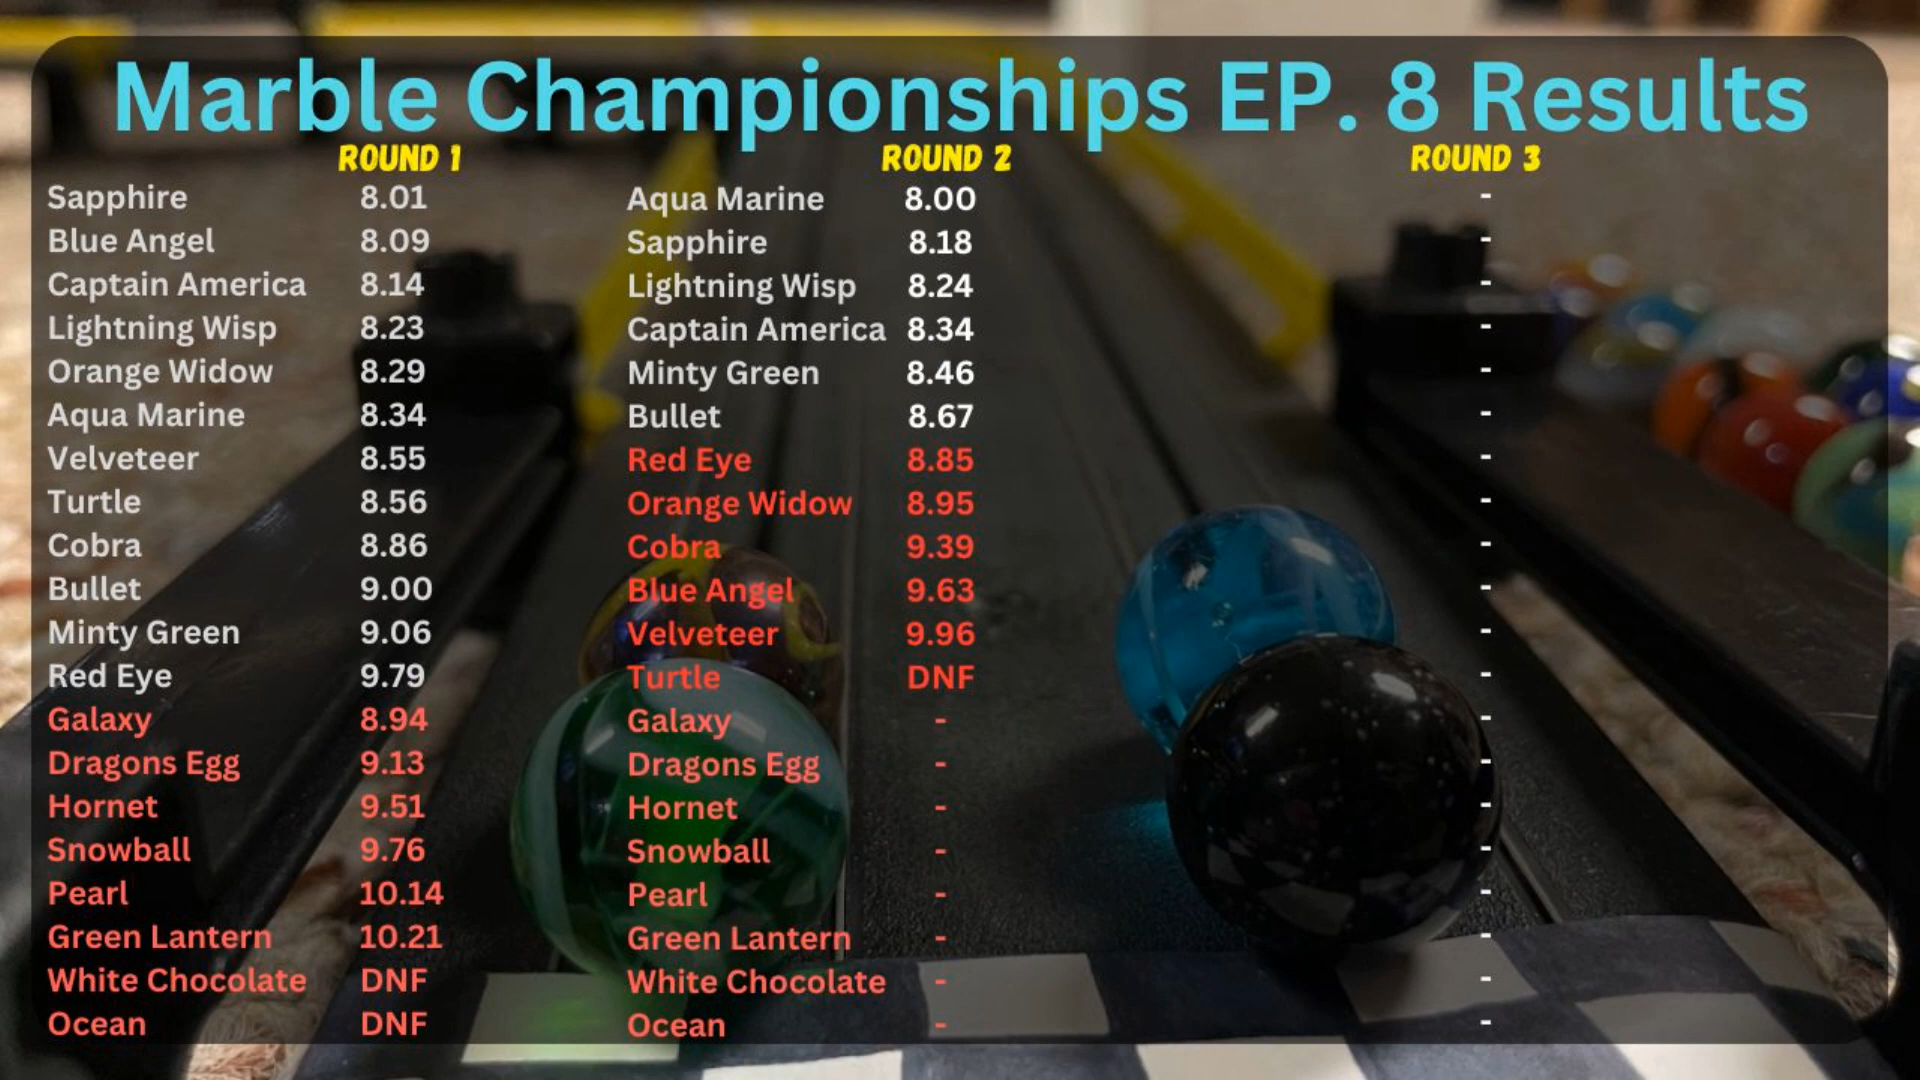 Marble Championships EP. 8 Results
ROUND 1 ROUND 2 ROUND 3
Sapphire 8.01 Aqua Marine 8.00 -
Blue Angel 8.09 Sapphire 8.18 -
Captain America 8.14 Lightning Wisp 8.24 -
Lightning Wisp 8.23 Captain America 8.34 -
Orange Widow 8.29 Minty Green 8.46 -
Aqua Marine 8.34 Bullet 8.67 -
Velveteer 8.55 Red Eye 8.85 -
Turtle 8.56 Orange Widow 8.95 -
Cobra 8.86 Cobra 9.39 -
Bullet 9.00 Blue Angel 9.63 -
Minty Green 9.06 Velveteer 9.96 -
Red Eye 9.79 Turtle DNF -
Galaxy 8.94 Galaxy - -
Dragons Egg 9.13 Dragons Egg - -
Hornet 9.51 Hornet - -
Snowball 9.76 Snowball - -
Pearl 10.14 Pearl - -
Green Lantern 10.21 Green Lantern - -
White Chocolate DNF White Chocolate - -
Ocean DNF Ocean - -